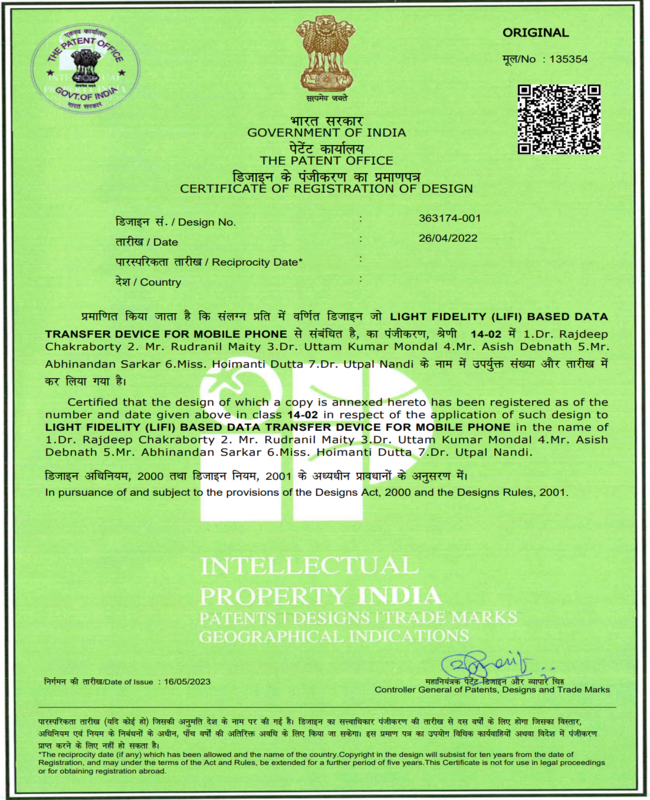 ORIGINAL
मूल/No : 135354
एकस्व कार्यालय
THE PATENT OFFICE
GOVT.OF INDIA
भारत सरकार
सत्यमेव जयते
भारत सरकार
GOVERNMENT OF INDIA
पेटेंट कार्यालय
THE PATENT OFFICE
डिजाइन के पंजीकरण का प्रमाणपत्र
CERTIFICATE OF REGISTRATION OF DESIGN
डिजाइन सं. / Design No. : 363174-001
तारीख / Date : 26/04/2022
पारस्परिकता तारीख / Reciprocity Date* :
देश / Country :
प्रमाणित किया जाता है कि संलग्न प्रति में वर्णित डिजाइन जो LIGHT FIDELITY (LIFI) BASED DATA
TRANSFER DEVICE FOR MOBILE PHONE से संबंधित है, का पंजीकरण, श्रेणी 14-02 में 1.Dr. Rajdeep
Chakraborty 2. Mr. Rudranil Maity 3.Dr. Uttam Kumar Mondal 4.Mr. Asish Debnath 5.Mr.
Abhinandan Sarkar 6.Miss. Hoimanti Dutta 7.Dr. Utpal Nandi के नाम में उपर्युक्त संख्या और तारीख में
कर लिया गया है।
Certified that the design of which a copy is annexed hereto has been registered as of the
number and date given above in class 14-02 in respect of the application of such design to
LIGHT FIDELITY (LIFI) BASED DATA TRANSFER DEVICE FOR MOBILE PHONE in the name of
1.Dr. Rajdeep Chakraborty 2. Mr. Rudranil Maity 3.Dr. Uttam Kumar Mondal 4.Mr. Asish
Debnath 5.Mr. Abhinandan Sarkar 6.Miss. Hoimanti Dutta 7.Dr. Utpal Nandi.
डिजाइन अधिनियम, 2000 तथा डिजाइन नियम, 2001 के अध्यधीन प्रावधानों के अनुसरण में।
In pursuance of and subject to the provisions of the Designs Act, 2000 and the Designs Rules, 2001.
INTELLECTUAL
PROPERTY INDIA
PATENTS | DESIGNS | TRADE MARKS
GEOGRAPHICAL INDICATIONS
निर्गमन की तारीख/Date of Issue : 16/05/2023
महानियंत्रक पेटेंट डिजाइन और व्यापार चिह्न
Controller General of Patents, Designs and Trade Marks
पारस्परिकता तारीख (यदि कोई हो) जिसकी अनुमति देश के नाम पर की गई है। डिजाइन का सत्वाधिकार पंजीकरण की तारीख से दस वर्षों के लिए होगा जिसका विस्तार,
अधिनियम एवं नियम के निबंधनों के अधीन, पाँच वर्षों की अतिरिक्त अवधि के लिए किया जा सकेगा। इस प्रमाण पत्र का उपयोग विधिक कार्यवाहियों अथवा विदेश में पंजीकरण
प्राप्त करने के लिए नहीं हो सकता है।
*The reciprocity date (if any) which has been allowed and the name of the country.Copyright in the design will subsist for ten years from the date of
Registration, and may under the terms of the Act and Rules, be extended for a further period of five years.This Certificate is not for use in legal proceedings
or for obtaining registration abroad.